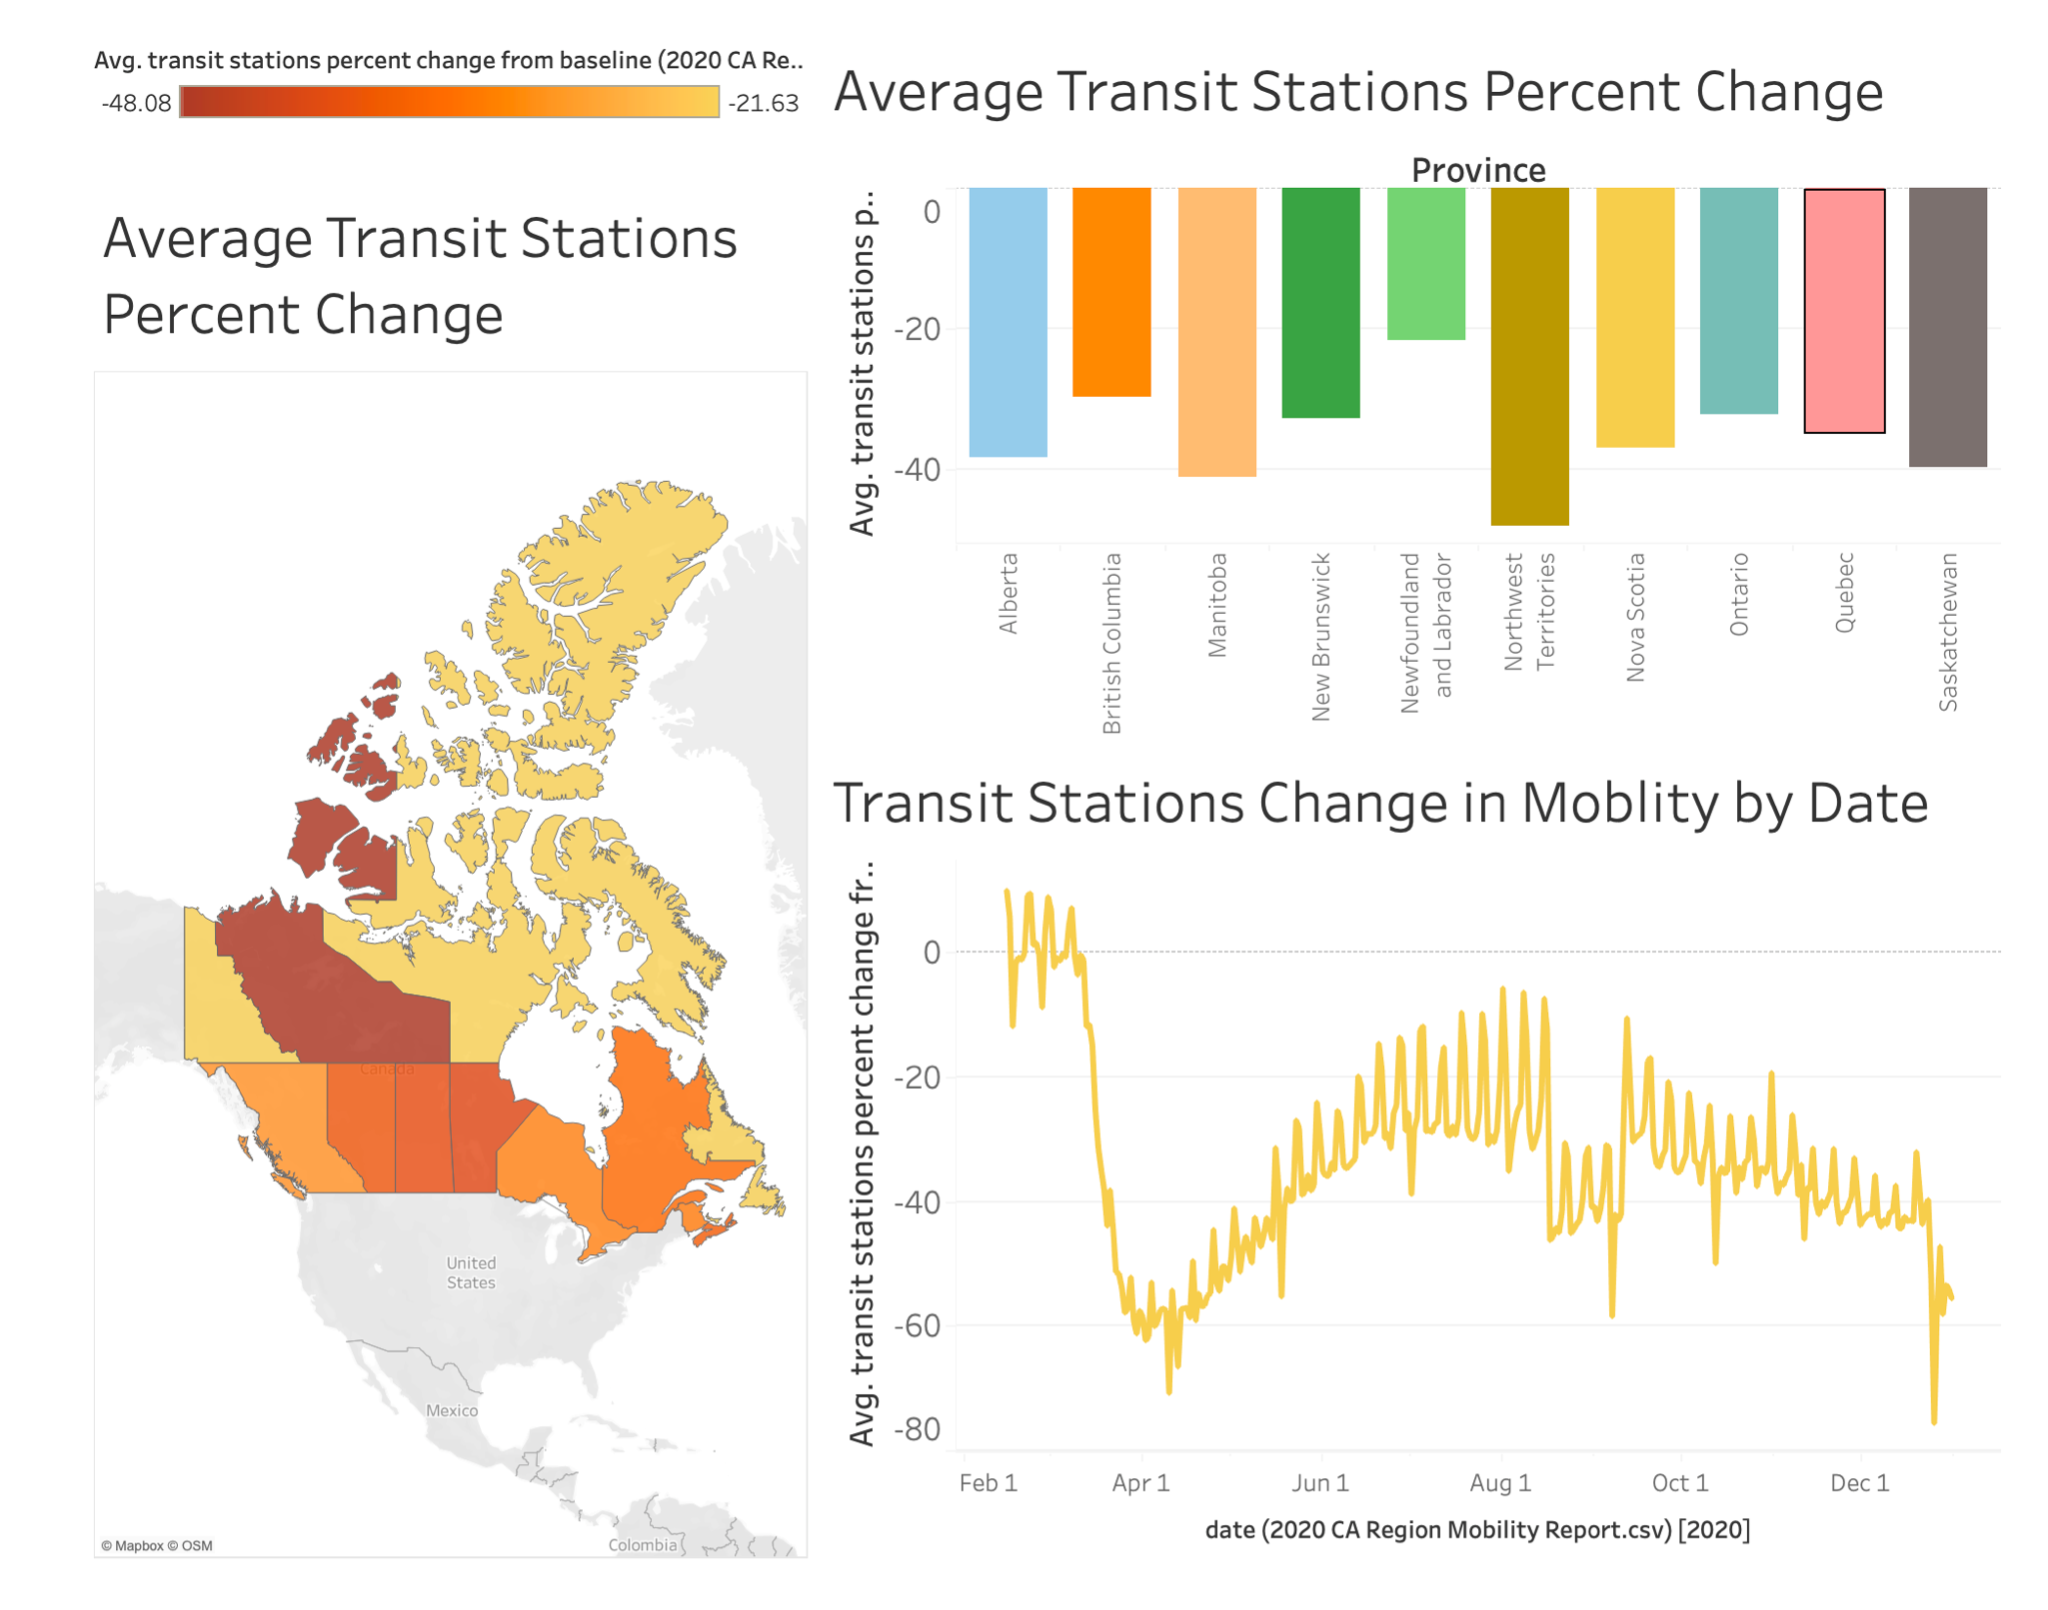 Avg. transit stations percent change from baseline (2020 CA Re..
-48.08
-21.63
Average Transit Stations
Percent Change
Canada
United
States
Mexico
Colombia
© Mapbox © OSM
Average Transit Stations Percent Change
Province
Avg. transit stations p..
0
-20
-40
Alberta
British Columbia
Manitoba
New Brunswick
Newfoundland
and Labrador
Northwest
Territories
Nova Scotia
Ontario
Quebec
Saskatchewan
Transit Stations Change in Moblity by Date
Avg. transit stations percent change fr..
0
-20
-40
-60
-80
Feb 1
Apr 1
Jun 1
Aug 1
Oct 1
Dec 1
date (2020 CA Region Mobility Report.csv) [2020]